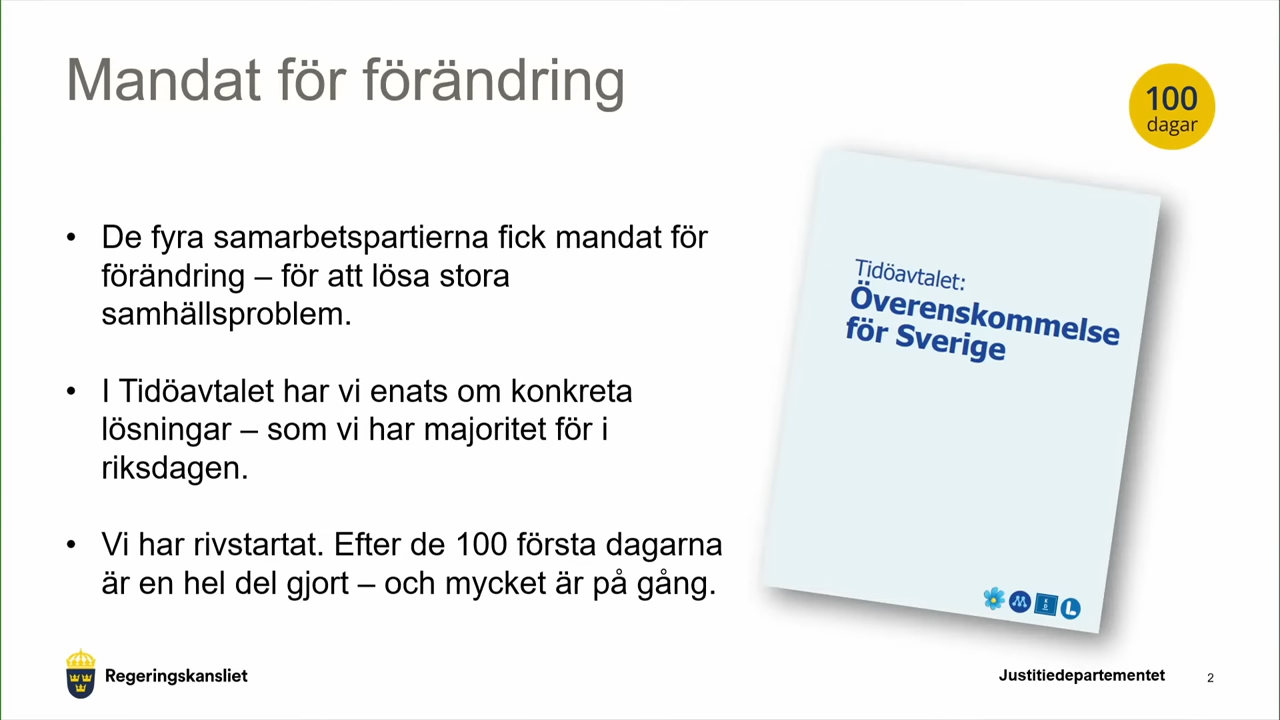 Mandat för förändring
100
dagar
• De fyra samarbetspartierna fick mandat för
förändring – för att lösa stora
samhällsproblem.
• I Tidöavtalet har vi enats om konkreta
lösningar – som vi har majoritet för i
riksdagen.
• Vi har rivstartat. Efter de 100 första dagarna
är en hel del gjort – och mycket är på gång.
Tidöavtalet:
Överenskommelse
för Sverige
M
KD
L
Regeringskansliet
Justitiedepartementet
2